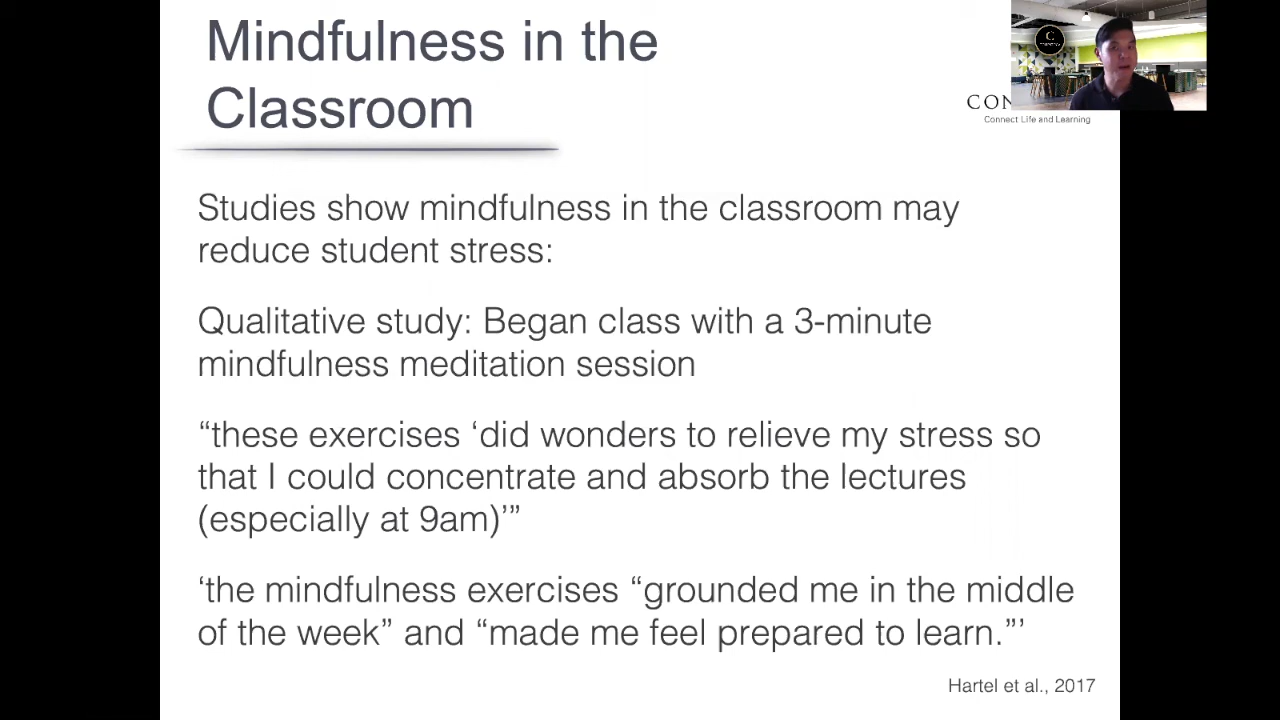 Mindfulness in the
Classroom
CON
Connect Life and Learning
Studies show mindfulness in the classroom may
reduce student stress:
Qualitative study: Began class with a 3-minute
mindfulness meditation session
“these exercises ‘did wonders to relieve my stress so
that I could concentrate and absorb the lectures
(especially at 9am)’”
‘the mindfulness exercises “grounded me in the middle
of the week” and “made me feel prepared to learn.”’
Hartel et al., 2017